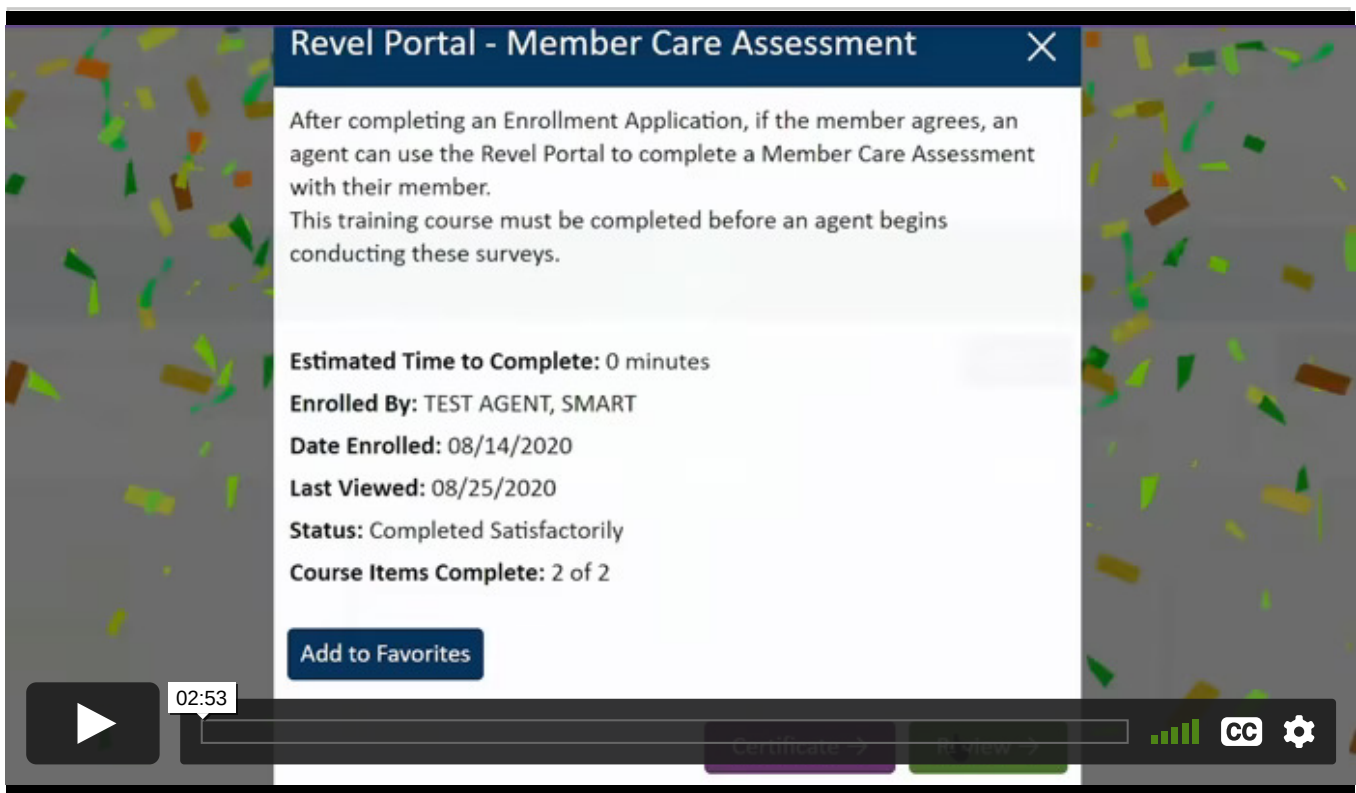 Revel Portal - Member Care Assessment
After completing an Enrollment Application, if the member agrees, an
agent can use the Revel Portal to complete a Member Care Assessment
with their member.
This training course must be completed before an agent begins
conducting these surveys.
Estimated Time to Complete: 0 minutes
Enrolled By: TEST AGENT, SMART
Date Enrolled: 08/14/2020
Last Viewed: 08/25/2020
Status: Completed Satisfactorily
Course Items Complete: 2 of 2
Add to Favorites
02:53
CC
Certificate →
Review →